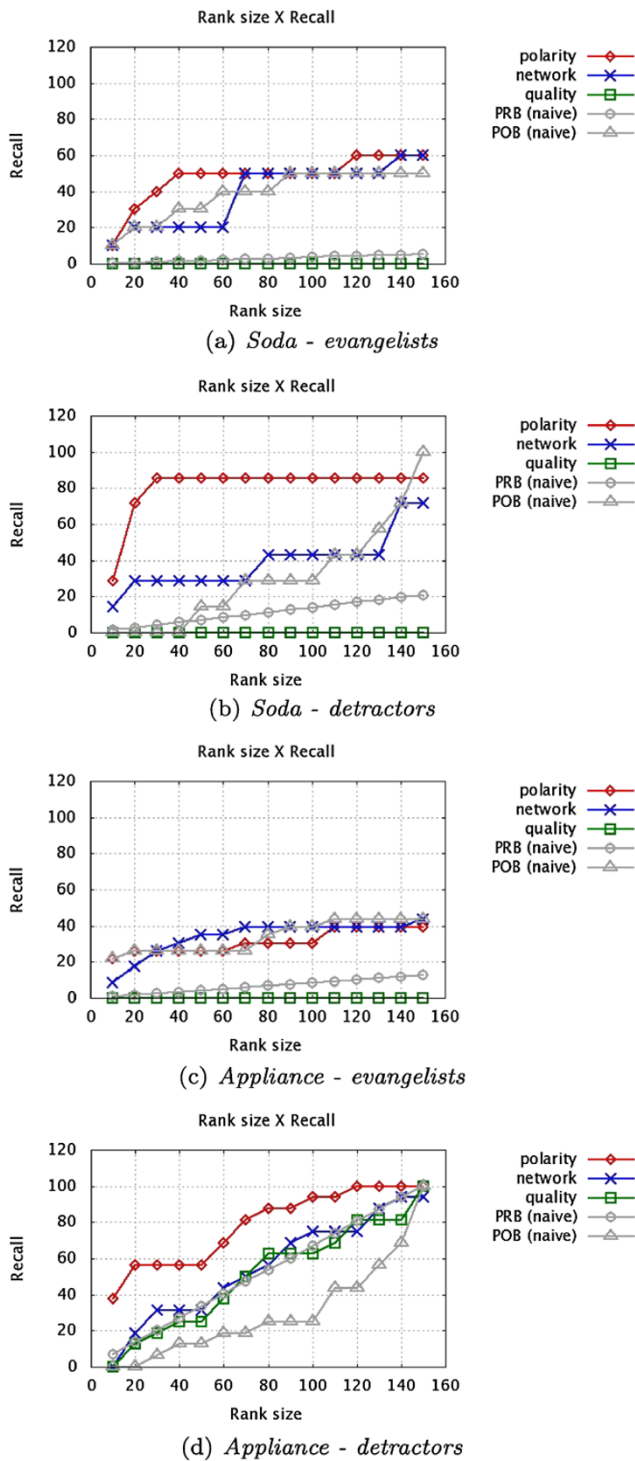 Rank size X Recall
120
100
80
60
40
20
0
0 20 40 60 80 100 120 140 160
Recall
Rank size
polarity
network
quality
PRB (naive)
POB (naive)
(a) Soda - evangelists
Rank size X Recall
120
100
80
60
40
20
0
0 20 40 60 80 100 120 140 160
Recall
Rank size
polarity
network
quality
PRB (naive)
POB (naive)
(b) Soda - detractors
Rank size X Recall
120
100
80
60
40
20
0
0 20 40 60 80 100 120 140 160
Recall
Rank size
polarity
network
quality
PRB (naive)
POB (naive)
(c) Appliance - evangelists
Rank size X Recall
120
100
80
60
40
20
0
0 20 40 60 80 100 120 140 160
Recall
Rank size
polarity
network
quality
PRB (naive)
POB (naive)
(d) Appliance - detractors